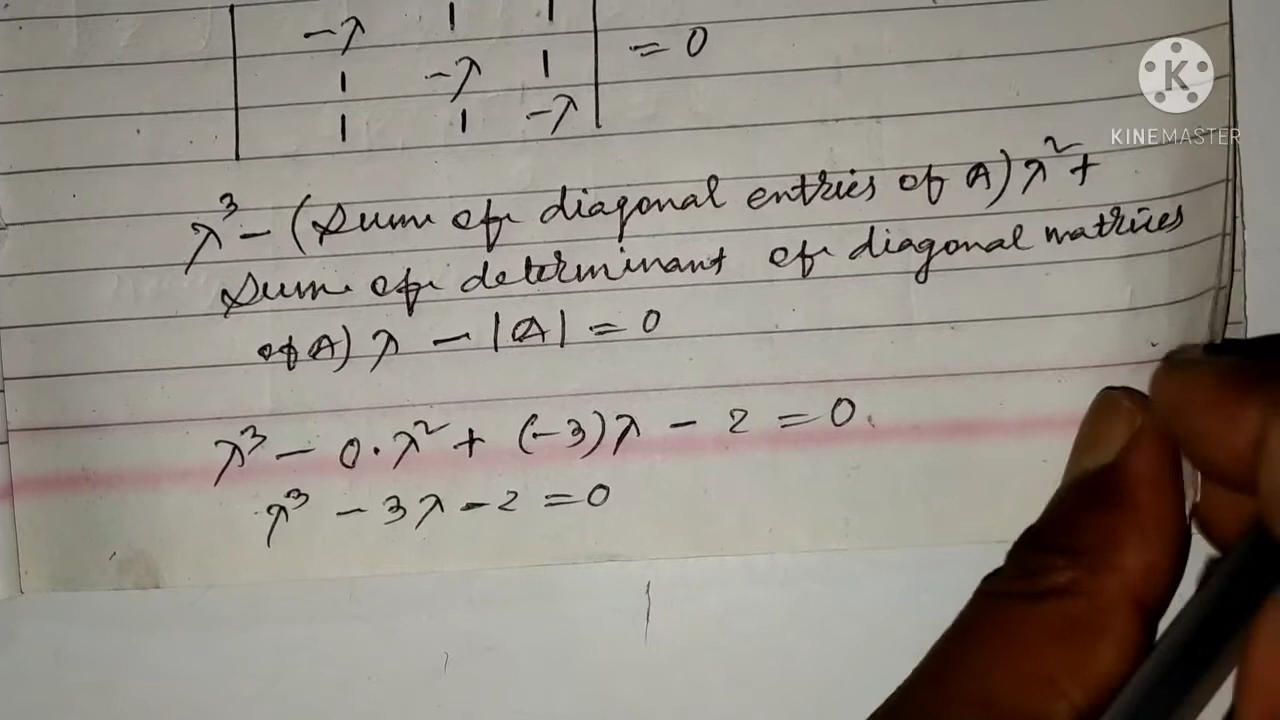 -λ 1 1
1 -λ 1 = 0
1 1 -λ
λ³ - (Sum of diagonal entries of A) λ² +
Sum of determinant of diagonal matrices
of A) λ - |A| = 0
λ³ - 0·λ² + (-3)λ - 2 = 0.
λ³ - 3λ - 2 = 0
K
KINEMASTER